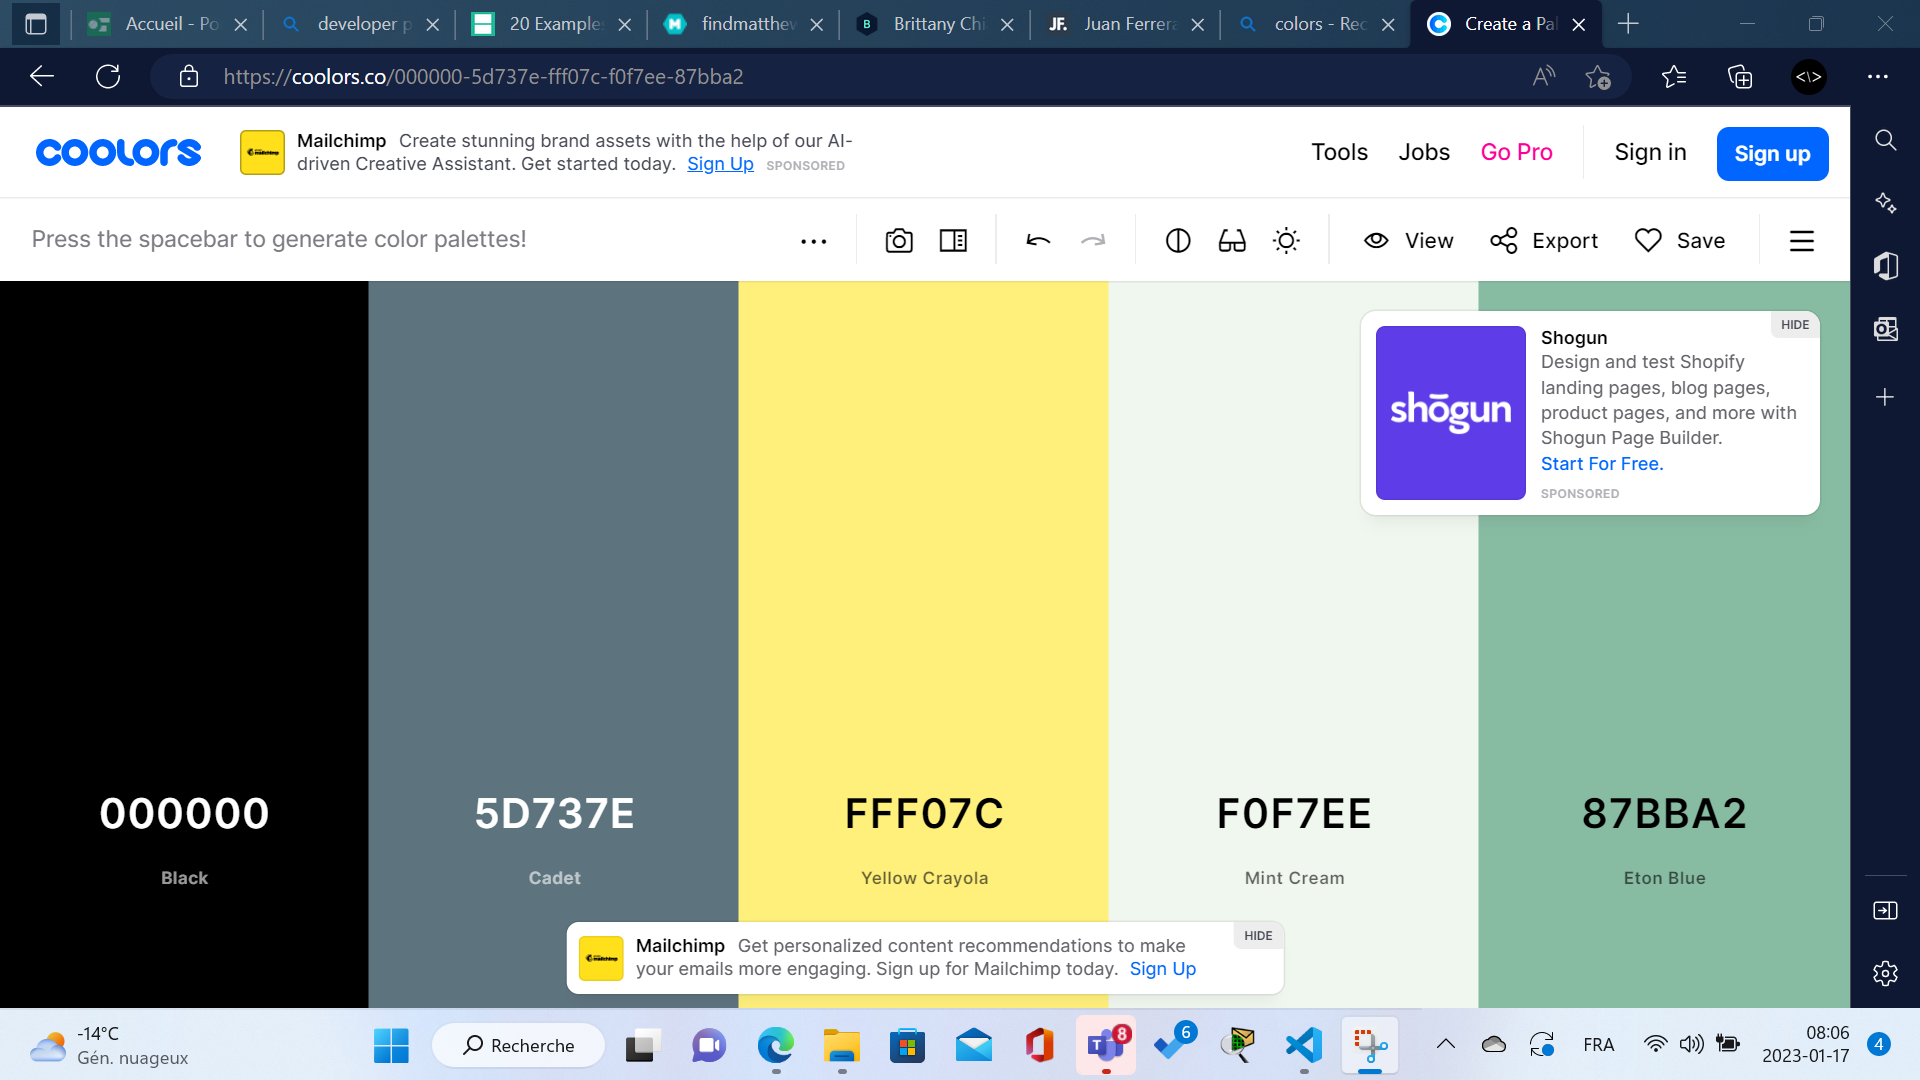 Accueil - Po
developer p
20 Example
findmatthew
B
Brittany Chi
JF.
Juan Ferrera
colors - Rec
Create a Pal
https://coolors.co/000000-5d737e-fff07c-f0f7ee-87bba2
coolors
mailchimp
Mailchimp Create stunning brand assets with the help of our AI-
driven Creative Assistant. Get started today. Sign Up SPONSORED
Tools
Jobs
Go Pro
Sign in
Sign up
Press the spacebar to generate color palettes!
View
Export
Save
HIDE
shōgun
Shogun
Design and test Shopify
landing pages, blog pages,
product pages, and more with
Shogun Page Builder.
Start For Free.
SPONSORED
000000
5D737E
FFF07C
F0F7EE
87BBA2
Black
Cadet
Yellow Crayola
Mint Cream
Eton Blue
HIDE
mailchimp
Mailchimp Get personalized content recommendations to make
your emails more engaging. Sign up for Mailchimp today. Sign Up
-14°C
Gén. nuageux
Recherche
8
6
FRA
08:06
2023-01-17
4